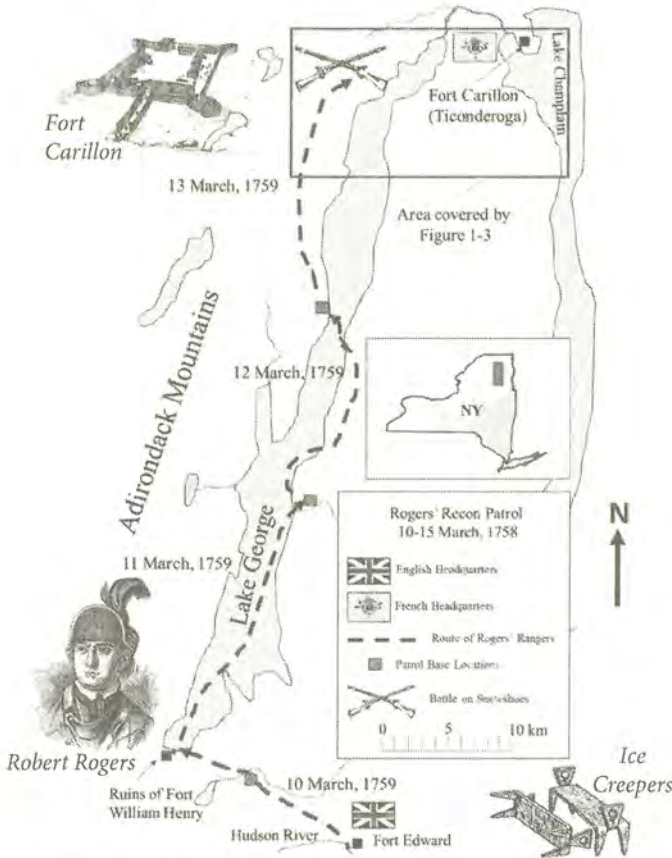 Fort
Carillon
Lake Champlain
Fort Carillon
(Ticonderoga)
13 March, 1759
Area covered by
Figure 1-3
Adirondack Mountains
12 March, 1759
NY
N
Lake George
11 March, 1759
Rogers' Recon Patrol
10-15 March, 1758
English Headquarters
French Headquarters
Route of Rogers' Rangers
Patrol Base Locations
Battle on Snowshoes
0 5 10 km
Robert Rogers
Ruins of Fort
William Henry
10 March, 1759
Hudson River
Fort Edward
Ice
Creepers